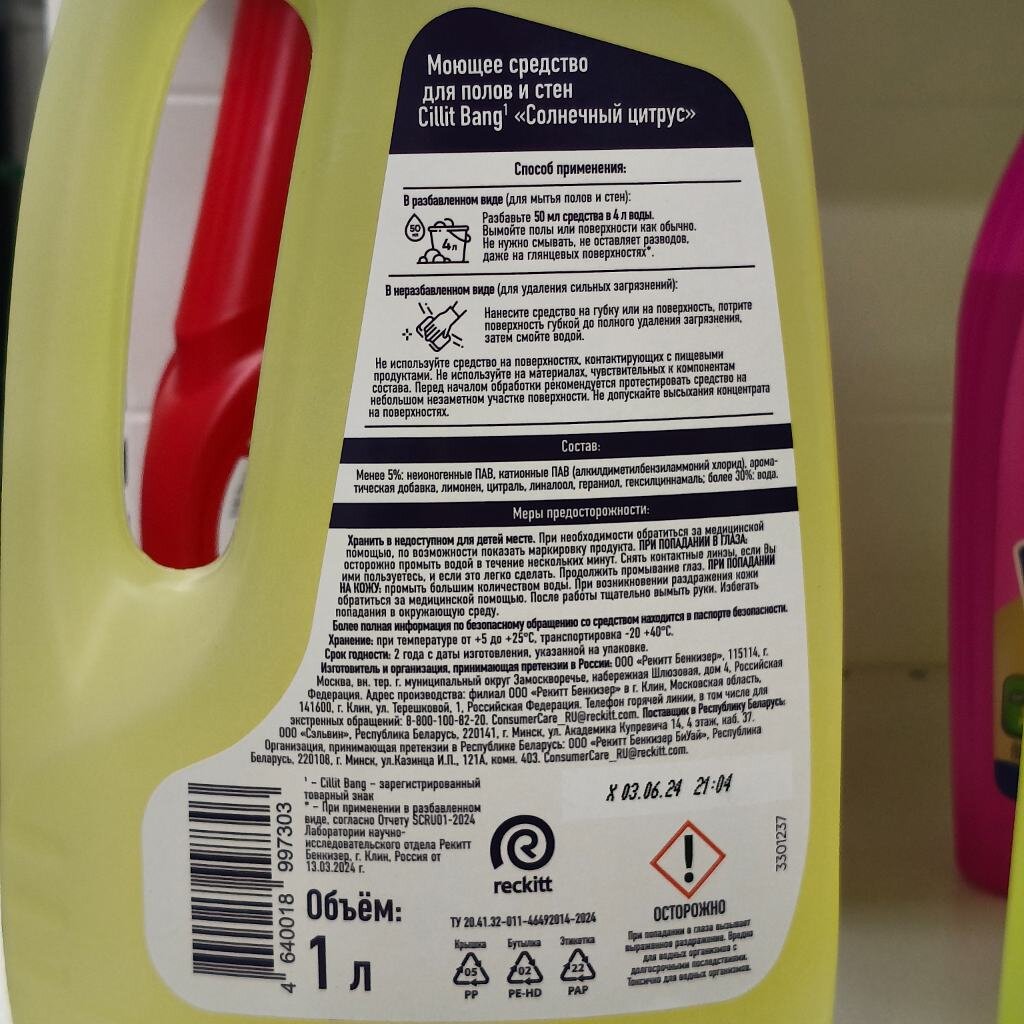 Моющее средство
для полов и стен
Cillit Bang¹ «Солнечный цитрус»
Способ применения:
В разбавленном виде (для мытья полов и стен):
50 мл
4 л
Разбавьте 50 мл средства в 4 л воды.
Вымойте полы или поверхности как обычно.
Не нужно смывать, не оставляет разводов,
даже на глянцевых поверхностях*.
В неразбавленном виде (для удаления сильных загрязнений):
Нанесите средство на губку или на поверхность, потрите
поверхность губкой до полного удаления загрязнения,
затем смойте водой.
Не используйте средство на поверхностях, контактирующих с пищевыми
продуктами. Не используйте на материалах, чувствительных к компонентам
состава. Перед началом обработки рекомендуется протестировать средство на
небольшом незаметном участке поверхности. Не допускайте высыхания концентрата
на поверхностях.
Состав:
Менее 5%: неионогенные ПАВ, катионные ПАВ (алкилдиметилбензиламмоний хлорид), арома-
тическая добавка, лимонен, цитраль, линалоол, гераниол, гексилциннамаль; более 30%: вода.
Меры предосторожности:
Хранить в недоступном для детей месте. При необходимости обратиться за медицинской
помощью, по возможности показать маркировку продукта. ПРИ ПОПАДАНИИ В ГЛАЗА:
осторожно промыть водой в течение нескольких минут. Снять контактные линзы, если Вы
ими пользуетесь, и если это легко сделать. Продолжить промывание глаз. ПРИ ПОПАДАНИИ
НА КОЖУ: промыть большим количеством воды. При возникновении раздражения кожи
обратиться за медицинской помощью. После работы тщательно вымыть руки. Избегать
попадания в окружающую среду.
Более полная информация по безопасному обращению со средством находится в паспорте безопасности.
Хранение: при температуре от +5 до +25°C, транспортировка -20 +40°C.
Срок годности: 2 года с даты изготовления, указанной на упаковке.
Изготовитель и организация, принимающая претензии в России: ООО «Рекитт Бенкизер», 115114, г.
Москва, вн. тер. г. муниципальный округ Замоскворечье, набережная Шлюзовая, дом 4, Российская
Федерация. Адрес производства: филиал ООО «Рекитт Бенкизер» в г. Клин, Московская область,
141600, г. Клин, ул. Терешковой, 1, Российская Федерация. Телефон горячей линии, в том числе для
экстренных обращений: 8-800-100-82-20. ConsumerCare_RU@reckitt.com. Поставщик в Республику Беларусь:
ООО «Сэльвин», Республика Беларусь, 220141, г. Минск, ул. Академика Купревича 14, 4 этаж, каб. 37.
Организация, принимающая претензии в Республике Беларусь: ООО «Рекитт Бенкизер БиУай», Республика
Беларусь, 220108, г. Минск, ул.Казинца И.П., 121А, комн. 403. ConsumerCare_RU@reckitt.com.
¹ – Cillit Bang – зарегистрированный
товарный знак
* – При применении в разбавленном
виде, согласно Отчету SCRU01-2024
Лаборатории научно-
исследовательского отдела Рекитт
Бенкизер, г. Клин, Россия от
13.03.2024 г.
X 03.06.24 21:04
4 640018 997303
Объём:
1 л
reckitt
ТУ 20.41.32-011-46492014-2024
Крышка Бутылка Этикетка
05 02 22
PP PE-HD PAP
3301237
ОСТОРОЖНО
При попадании в глаза вызывает
выраженное раздражение. Вредно
для водных организмов с
долгосрочными последствиями.
Токсично для водных организмов.